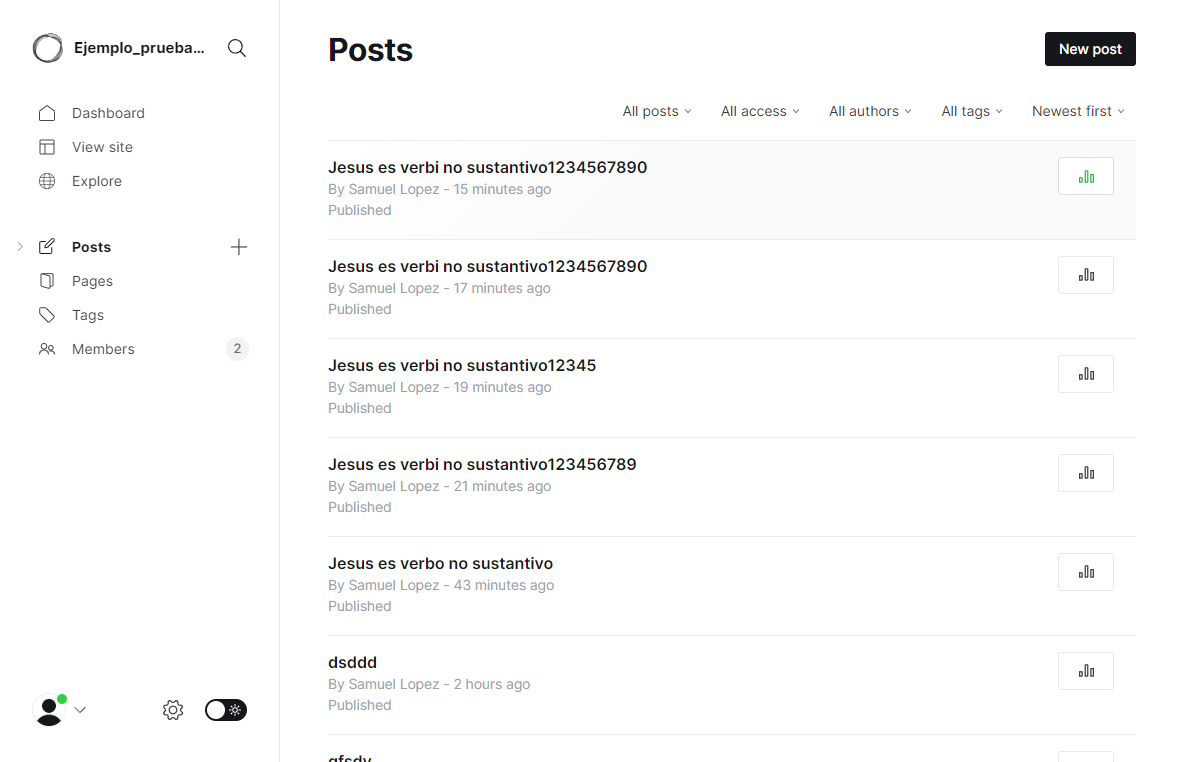 Ejemplo_prueba...
Dashboard
View site
Explore
Posts
Pages
Tags
Members 2
Posts
New post
All posts All access All authors All tags Newest first
Jesus es verbi no sustantivo1234567890
By Samuel Lopez - 15 minutes ago
Published
Jesus es verbi no sustantivo1234567890
By Samuel Lopez - 17 minutes ago
Published
Jesus es verbi no sustantivo12345
By Samuel Lopez - 19 minutes ago
Published
Jesus es verbi no sustantivo123456789
By Samuel Lopez - 21 minutes ago
Published
Jesus es verbo no sustantivo
By Samuel Lopez - 43 minutes ago
Published
dsddd
By Samuel Lopez - 2 hours ago
Published